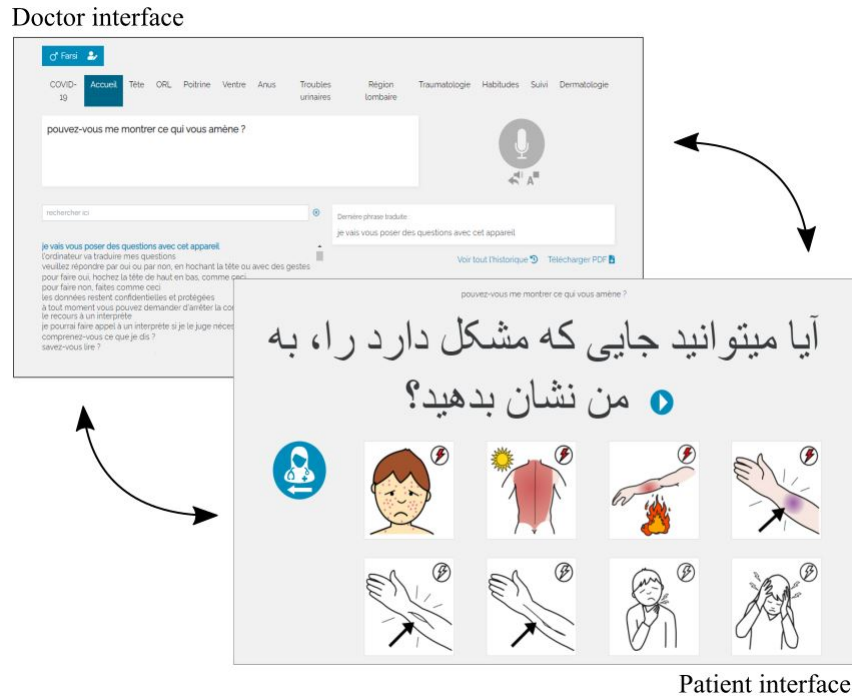 Doctor interface
Farsi
COVID-19 Accueil Tête ORL Poitrine Ventre Anus Troubles urinaires Région lombaire Traumatologie Habitudes Suivi Dermatologie
pouvez-vous me montrer ce qui vous amène ?
rechercher ici
Dernière phrase traduite
je vais vous poser des questions avec cet appareil
Voir tout l'historique Télécharger PDF
je vais vous poser des questions avec cet appareil
l'ordinateur va traduire mes questions
veuillez répondre par oui ou par non, en hochant la tête ou avec des gestes
pour faire oui, hochez la tête de haut en bas, comme ceci
pour faire non, faites comme ceci
les données restent confidentielles et protégées
à tout moment vous pouvez demander d'arrêter la
le recours à un interprète
je pourrai faire appel à un interprète si je le juge
comprenez-vous ce que je dis ?
savez-vous lire ?
pouvez-vous me montrer ce qui vous amène ?
آیا میتوانید جایی که مشکل دارد را، به
من نشان بدهید؟
Patient interface